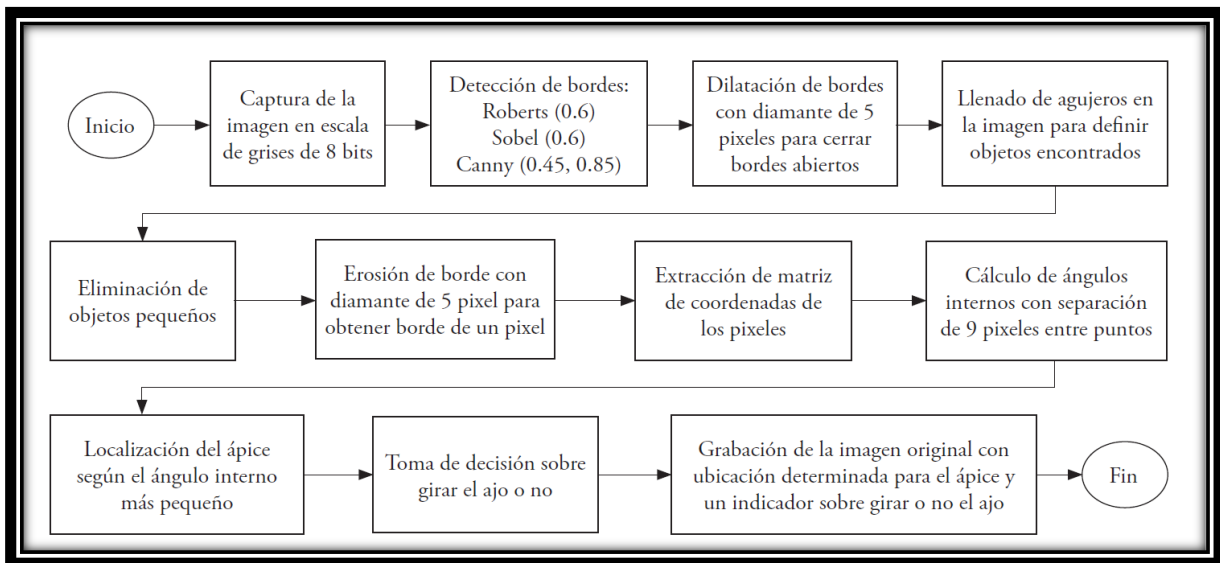 Inicio
Captura de la
imagen en escala
de grises de 8 bits
Detección de bordes:
Roberts (0.6)
Sobel (0.6)
Canny (0.45, 0.85)
Dilatación de bordes
con diamante de 5
pixeles para cerrar
bordes abiertos
Llenado de agujeros en
la imagen para definir
objetos encontrados
Eliminación de
objetos pequeños
Erosión de borde con
diamante de 5 pixel para
obtener borde de un pixel
Extracción de matriz
de coordenadas de
los pixeles
Cálculo de ángulos
internos con separación
de 9 pixeles entre puntos
Localización del ápice
según el ángulo interno
más pequeño
Toma de decisión sobre
girar el ajo o no
Grabación de la imagen original con
ubicación determinada para el ápice y
un indicador sobre girar o no el ajo
Fin